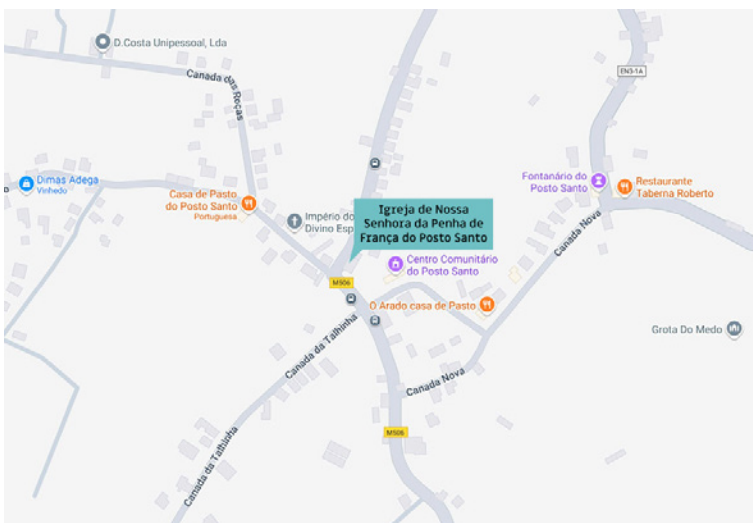 D.Costa Unipessoal, Lda
Canada das Roças
EN3-1A
Dimas Adega
Vinhedo
Casa de Pasto
do Posto Santo
Portuguesa
Império do
Divino Esp
Igreja de Nossa
Senhora da Penha de
França do Posto Santo
Fontanário do
Posto Santo
Restaurante
Taberna Roberto
Canada Nova
Centro Comunitário
do Posto Santo
M506
O Arado casa de Pasto
Grota Do Medo
Canada da Talhinha
Canada Nova
M506
Canada da Talhinha